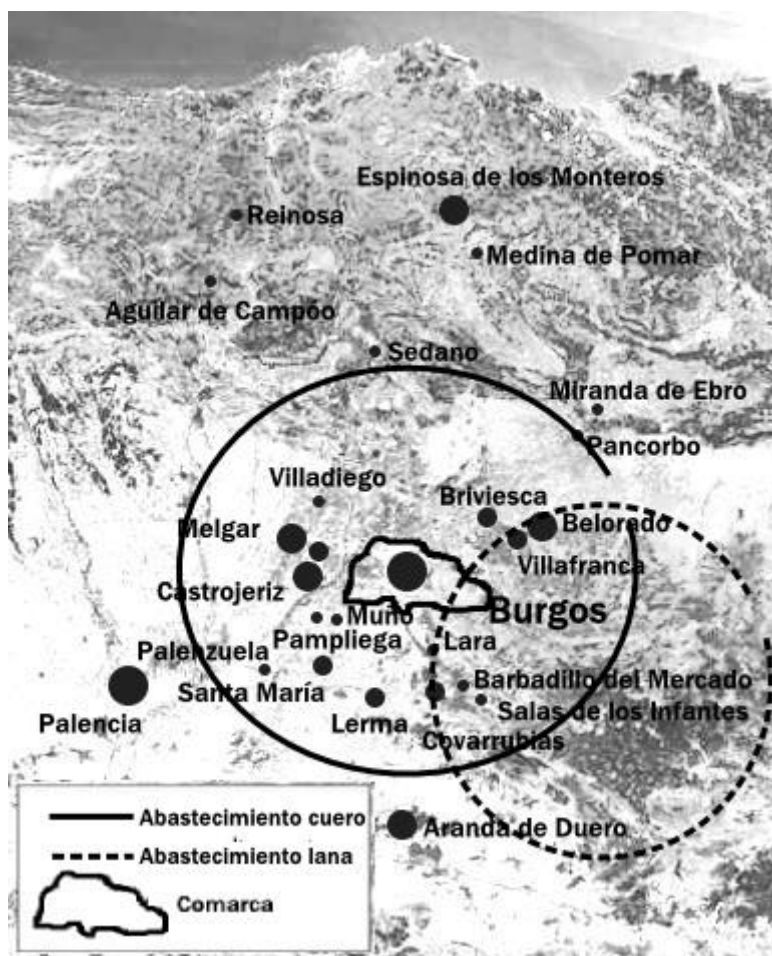 Espinosa de los Monteros
Reinosa
Medina de Pomar
Aguilar de Campóo
Sedano
Miranda de Ebro
Pancorbo
Villadiego
Briviesca
Melgar
Belorado
Villafranca
Castrojeriz
Burgos
Muño
Pampliega
Lara
Palenzuela
Santa María
Barbadillo del Mercado
Palencia
Lerma
Salas de los Infantes
Covarrubias
Abastecimiento cuero
Aranda de Duero
Abastecimiento lana
Comarca